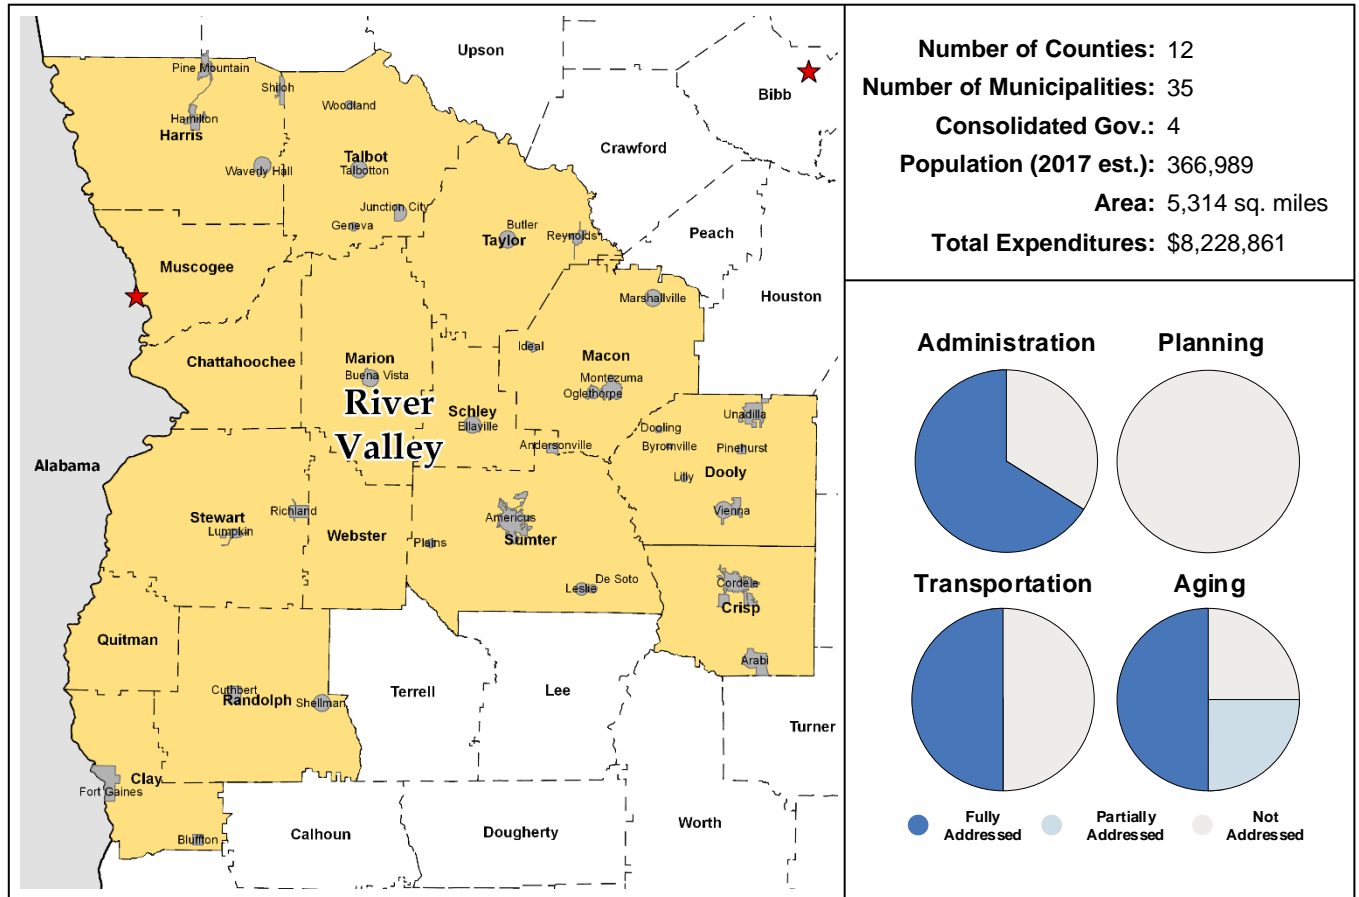 Upson
Pine Mountain
Shiloh
Bibb
Woodland
Hamilton
Harris
Crawford
Talbot
Waverly Hall
Talbotton
Junction City
Geneva
Butler
Peach
Taylor
Reynolds
Muscogee
Marshallville
Houston
Ideal
Macon
Chattahoochee
Marion
Buena Vista
Montezuma
Oglethorpe
River
Valley
Schley
Ellaville
Unadilla
Dooling
Andersonville
Byromville
Pinehurst
Alabama
Dooly
Lilly
Richland
Vienna
Stewart
Lumpkin
Americus
Webster
Plains
Sumter
De Soto
Leslie
Cordele
Crisp
Quitman
Arabi
Cuthbert
Randolph
Shellman
Terrell
Lee
Turner
Clay
Fort Gaines
Worth
Calhoun
Dougherty
Bluffton
Number of Counties: 12
Number of Municipalities: 35
Consolidated Gov.: 4
Population (2017 est.): 366,989
Area: 5,314 sq. miles
Total Expenditures: $8,228,861
Administration
Planning
Transportation
Aging
Fully
Addressed
Partially
Addressed
Not
Addressed